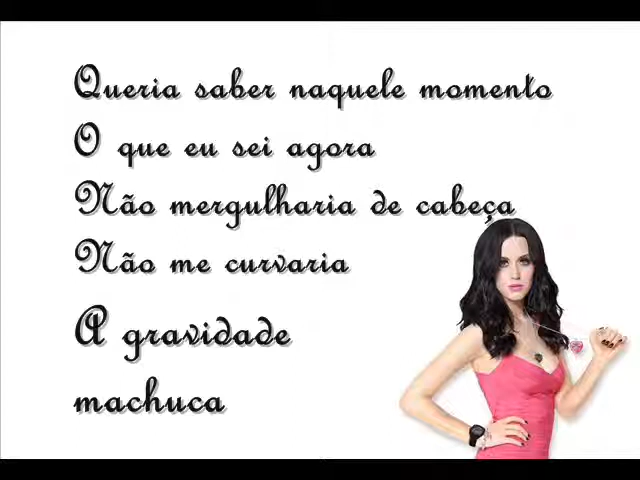 Queria saber naquele momento
O que eu sei agora
Não mergulharia de cabeça
Não me curvaria
A gravidade
machuca